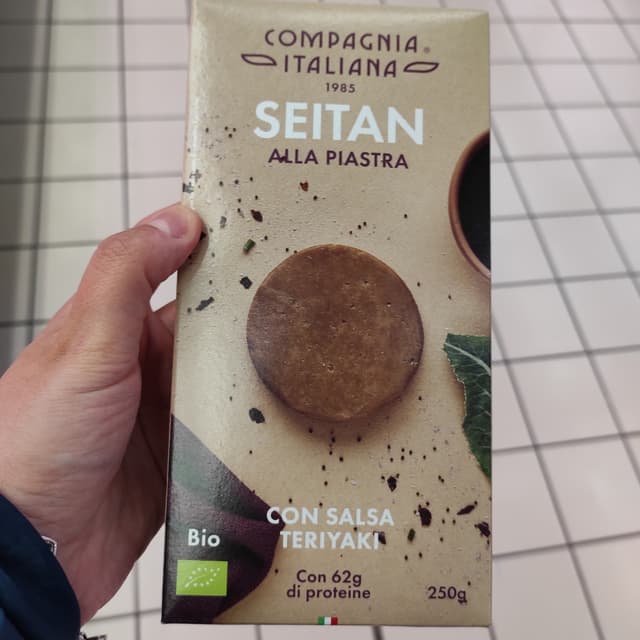 COMPAGNIA
ITALIANA®
1985
SEITAN
ALLA PIASTRA
CON SALSA
TERIYAKI
Bio
Con 62g
di proteine
250g